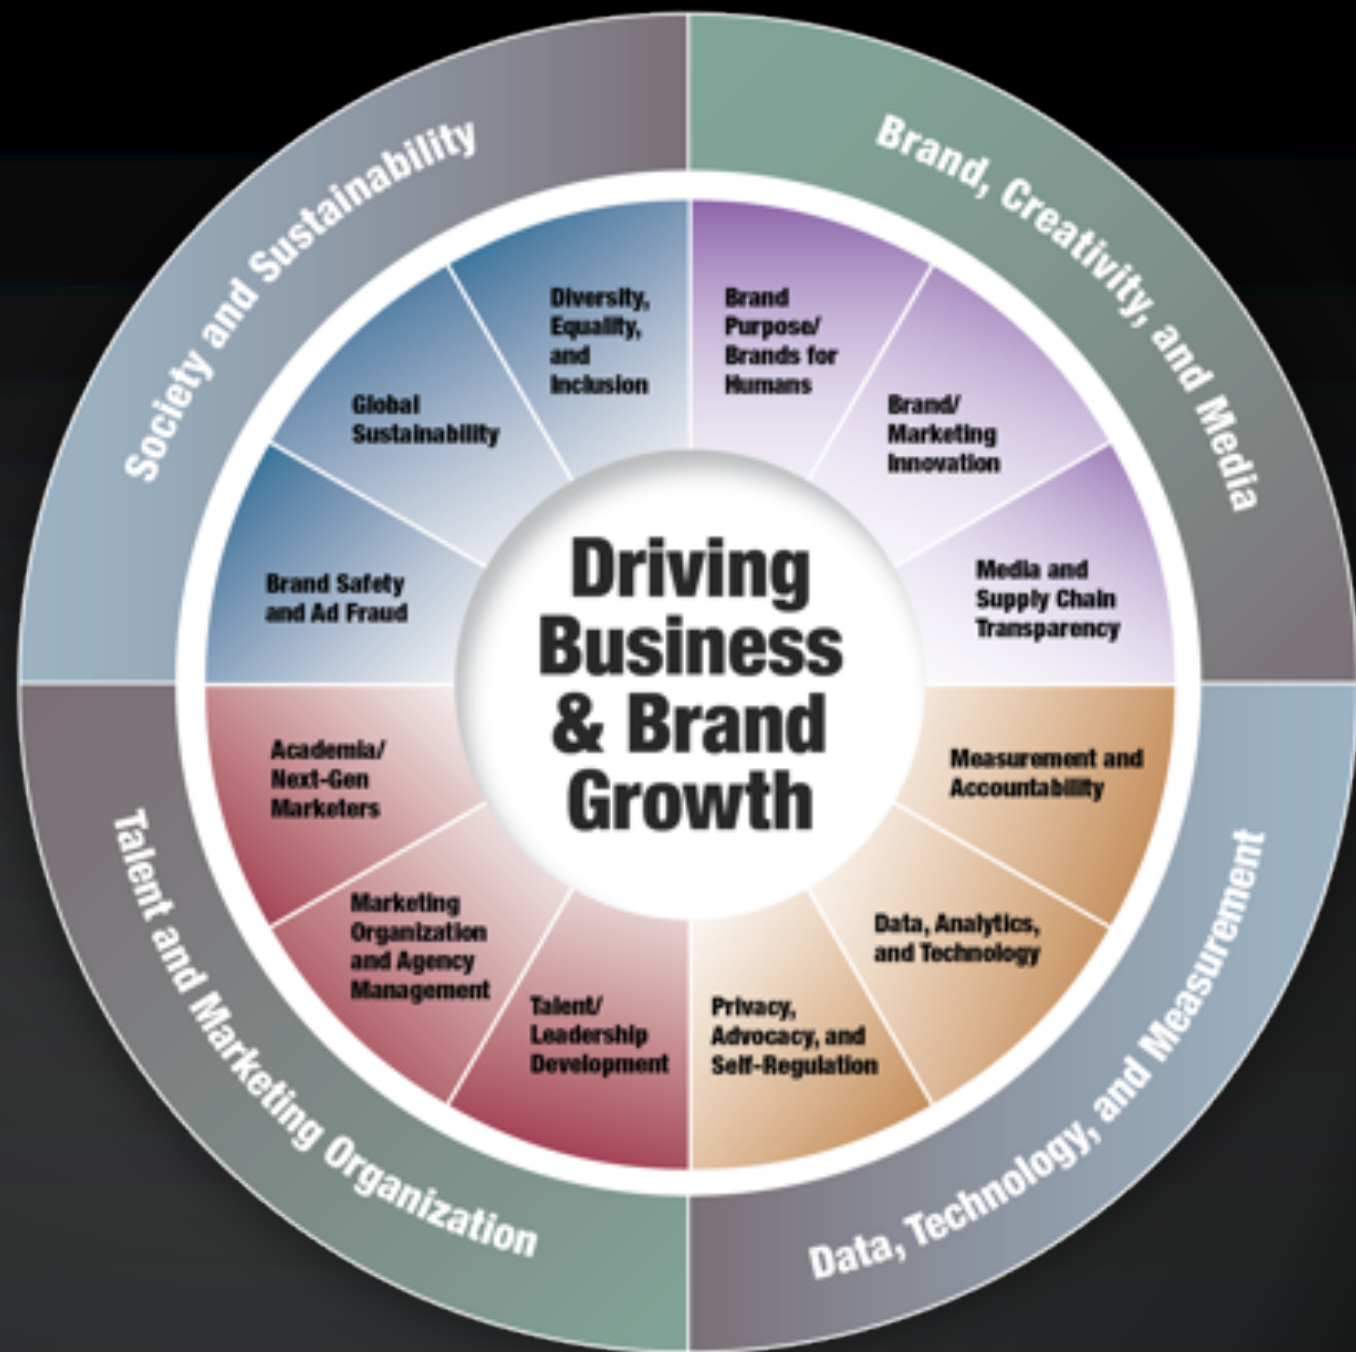 Society and Sustainability
Brand, Creativity, and Media
Diversity,
Equality,
and
Inclusion
Brand
Purpose/
Brands for
Humans
Global
Sustainability
Brand/
Marketing
Innovation
Brand Safety
and Ad Fraud
Media and
Supply Chain
Transparency
Driving
Business
& Brand
Growth
Academia/
Next-Gen
Marketers
Measurement and
Accountability
Marketing
Organization
and Agency
Management
Data, Analytics,
and Technology
Talent/
Leadership
Development
Privacy,
Advocacy, and
Self-Regulation
Talent and Marketing Organization
Data, Technology, and Measurement